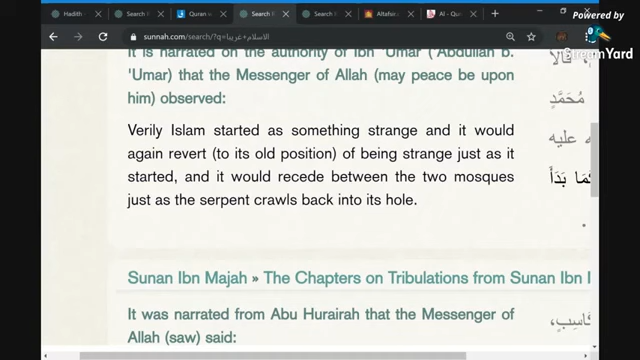 Powered by
StreamYard
Hadith
Search
Quran
Search
Search
Altafsi
Al - Qur
sunnah.com/search/?q=الاسلام+غريبا
It is narrated on the authority of Ibn 'Umar ('Abdullah b.
'Umar) that the Messenger of Allah (may peace be upon
him) observed:
Verily Islam started as something strange and it would
again revert (to its old position) of being strange just as it
started, and it would recede between the two mosques
just as the serpent crawls back into its hole.
مُحَمَّدٍ
عليه
كَمَا بَدَأَ
Sunan Ibn Majah » The Chapters on Tribulations from Sunan Ibn
It was narrated from Abu Hurairah that the Messenger of
Allah (saw) said: